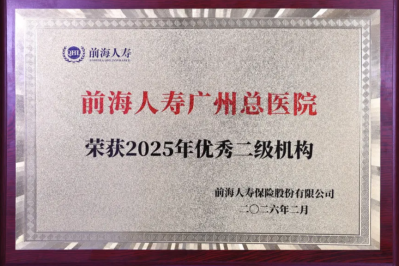 前海人寿
前海人寿广州总医院
荣获2025年优秀二级机构
前海人寿保险股份有限公司
二〇二六年二月